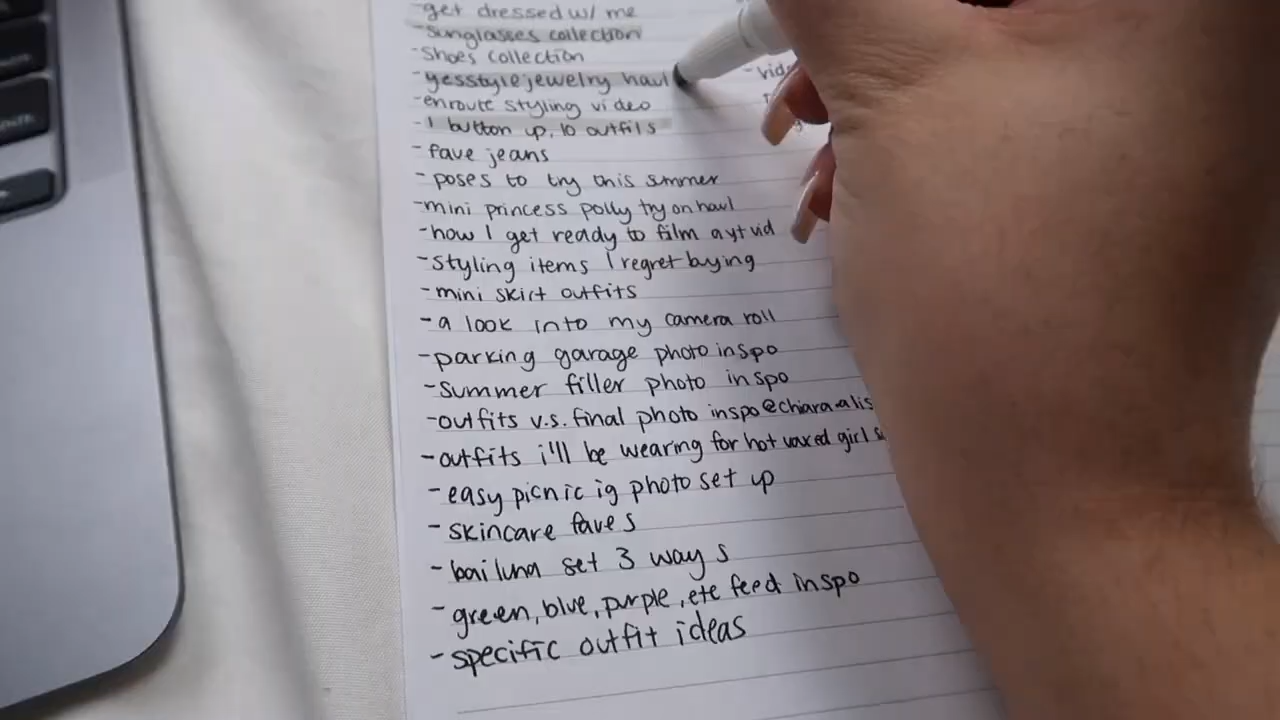 -get dressed w/ me
-sunglasses collection
-shoes collection
-yesstyle jewelry haul
-enroute styling video
-1 button up, 10 outfits
-fave jeans
-poses to try this summer
-mini princess polly try on haul
-how I get ready to film a yt vid
-styling items I regret buying
-mini skirt outfits
-a look into my camera roll
-parking garage photo inspo
-summer filler photo inspo
-outfits v.s. final photo inspo @chiara.alis
-outfits i'll be wearing for hot vaxed girl
-easy picnic ig photo set up
-skincare faves
-bailuna set 3 ways
-green, blue, purple, etc feed inspo
-specific outfit ideas
- vid